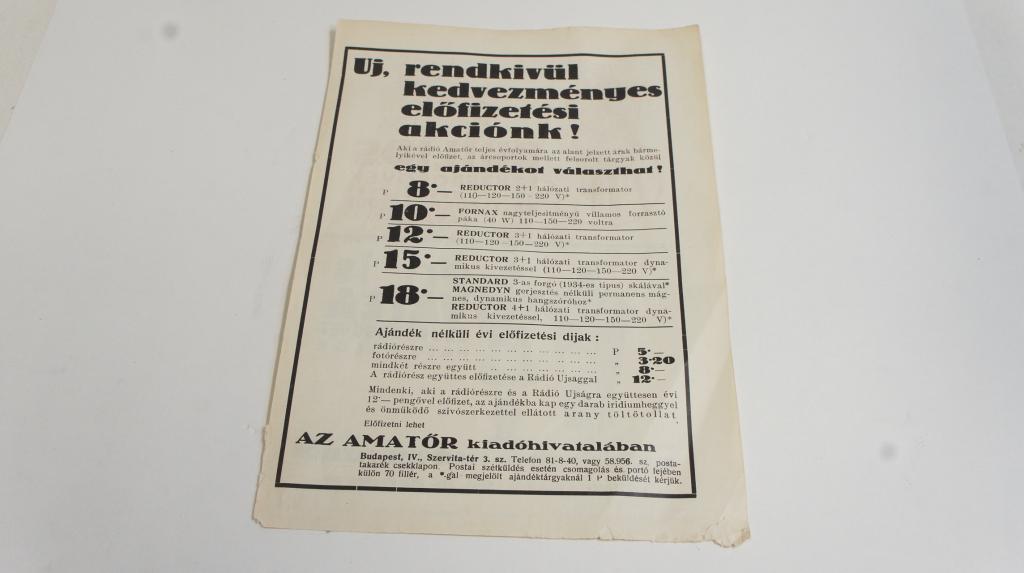 Uj, rendkivül
kedvezményes
előfizetési
akciónk!
Aki a rádió Amatőr teljes évfolyamára az alant jelzett árak bárme-
lyikével előfizet, az árcsoportok mellett felsorolt tárgyak közül
egy ajándékot választhat!
P 8·— REDUCTOR 2+1 hálózati transformator
(110—120—150-220 V)*
P 10·— FORNAX nagyteljesitményű villamos forrasztó
páka (40 W) 110—150—220 voltra
P 12·— REDUCTOR 3+1 hálózati transformator
(110—120-150—220 V)*
P 15·— REDUCTOR 3+1 hálózati transformator dyna-
mikus kivezetéssel (110—120—150—220 V)*
P 18·— STANDARD 3-as forgó (1934-es tipus) skálával*
MAGNEDYN gerjesztés nélküli permanens mág-
nes, dynamikus hangszóróhoz*
REDUCTOR 4+1 hálózati transformator dyna-
mikus kivezetéssel, 110—120—150—220 V)*
Ajándék nélküli évi előfizetési dijak :
rádiórészre ... ... ... ... ... ... ... ... ... ... ... P 5·—
fotórészre ... ... ... ... ... ... ... ... ... ... ... „ 3·20
mindkét részre együtt .. ... ... ... ... ... ... ... „ 8·—
A rádiórész együttes előfizetése a Rádió Ujsággal „ 12·—
Mindenki, aki a rádiórészre és a Rádió Ujságra együttesen évi
12·— pengővel előfizet, az ajándékba kap egy darab iridiumheggyel
és önműködő szivószerkezettel ellátott arany töltőtollat
Előfizetni lehet
AZ AMATŐR kiadóhivatalában
Budapest, IV., Szervita-tér 3. sz. Telefon 81-8-40, vagy 58.956. sz. posta-
takarék csekklapon. Postai szétküldés esetén csomagolás és portó fejében
külön 70 fillér, a *-gal megjelölt ajándéktárgyaknál 1 P beküldését kérjük.